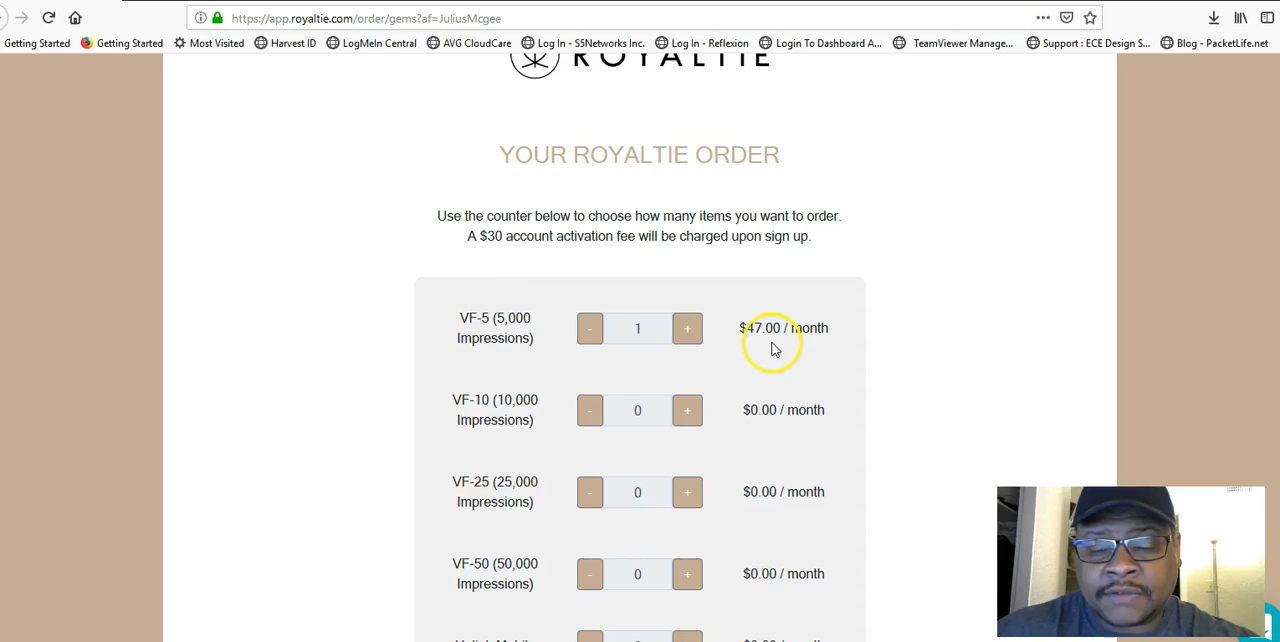 https://app.royaltie.com/order/gems?af=JuliusMcgee
Getting Started
Getting Started
Most Visited
Harvest ID
LogMeIn Central
AVG CloudCare
Log In - S5Networks Inc.
Log In - Reflexion
Login To Dashboard A...
TeamViewer Manage...
Support : ECE Design S...
Blog - PacketLife.net
ROYALTIE
YOUR ROYALTIE ORDER
Use the counter below to choose how many items you want to order.
A $30 account activation fee will be charged upon sign up.
VF-5 (5,000
Impressions)
- 1 +
$47.00 / month
VF-10 (10,000
Impressions)
- 0 +
$0.00 / month
VF-25 (25,000
Impressions)
- 0 +
$0.00 / month
VF-50 (50,000
Impressions)
- 0 +
$0.00 / month